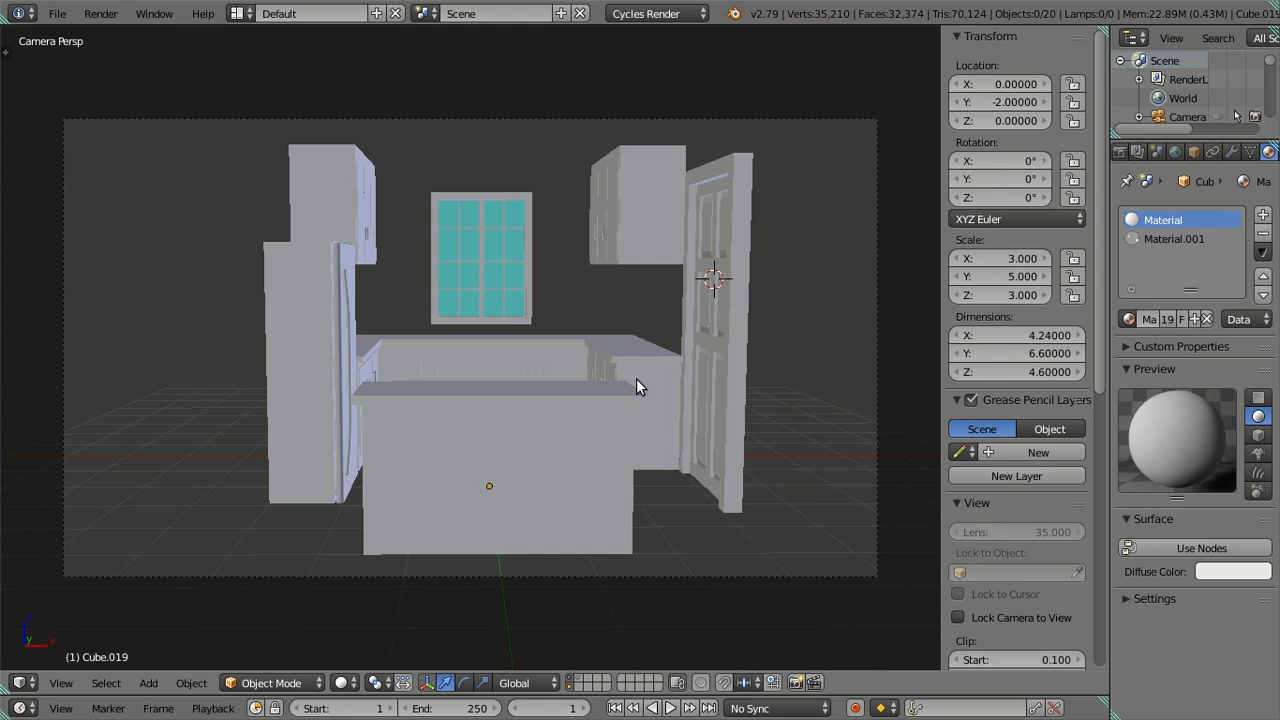 File Render Window Help Default Scene Cycles Render v2.79 | Verts:35,210 | Faces:32,374 | Tris:70,124 | Objects:0/20 | Lamps:0/0 | Mem:22.89M (0.43M) | Cube.019
Camera Persp
Transform
Location:
X: 0.00000
Y: -2.00000
Z: 0.00000
Rotation:
X: 0°
Y: 0°
Z: 0°
XYZ Euler
Scale:
X: 3.000
Y: 5.000
Z: 3.000
Dimensions:
X: 4.24000
Y: 6.60000
Z: 4.60000
Grease Pencil Layers
Scene Object
New
New Layer
View
Lens: 35.000
Lock to Object:
Lock to Cursor
Lock Camera to View
Clip:
Start: 0.100
View Search All Sc
Scene
RenderL
World
Camera
Cub Ma
Material
Material.001
Ma 19 F Data
Custom Properties
Preview
Surface
Use Nodes
Diffuse Color:
Settings
z
y x
(1) Cube.019
View Select Add Object Object Mode Global
View Marker Frame Playback Start: 1 End: 250 1 No Sync